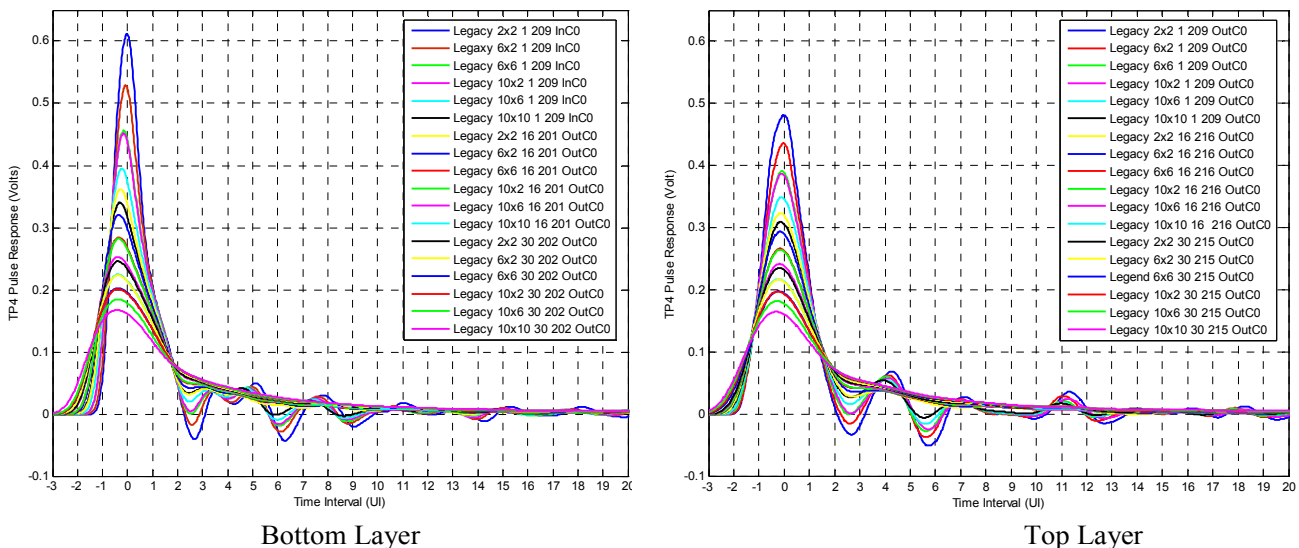 0.6
0.5
0.4
0.3
0.2
0.1
0
-0.1
TP4 Pulse Response (Volts)
Legacy 2x2 1 209 InC0
Legaxy 6x2 1 209 InC0
Legacy 6x6 1 209 InC0
Legacy 10x2 1 209 InC0
Legacy 10x6 1 209 InC0
Legacy 10x10 1 209 InC0
Legacy 2x2 16 201 OutC0
Legacy 6x2 16 201 OutC0
Legacy 6x6 16 201 OutC0
Legacy 10x2 16 201 OutC0
Legacy 10x6 16 201 OutC0
Legacy 10x10 16 201 OutC0
Legacy 2x2 30 202 OutC0
Legacy 6x2 30 202 OutC0
Legacy 6x6 30 202 OutC0
Legacy 10x2 30 202 OutC0
Legacy 10x6 30 202 OutC0
Legacy 10x10 30 202 OutC0
-3 -2 -1 0 1 2 3 4 5 6 7 8 9 10 11 12 13 14 15 16 17 18 19 20
Time Interval (UI)
Bottom Layer
0.6
0.5
0.4
0.3
0.2
0.1
0
-0.1
TP4 Pulse Response (Volt)
Legacy 2x2 1 209 OutC0
Legacy 6x2 1 209 OutC0
Legacy 6x6 1 209 OutC0
Legacy 10x2 1 209 OutC0
Legacy 10x6 1 209 OutC0
Legacy 10x10 1 209 OutC0
Legacy 2x2 16 216 OutC0
Legacy 6x2 16 216 OutC0
Legacy 6x6 16 216 OutC0
Legacy 10x2 16 216 OutC0
Legacy 10x6 16 216 OutC0
Legacy 10x10 16 216 OutC0
Legacy 2x2 30 215 OutC0
Legacy 6x2 30 215 OutC0
Legend 6x6 30 215 OutC0
Legacy 10x2 30 215 OutC0
Legacy 10x6 30 215 OutC0
Legacy 10x10 30 215 OutC0
-3 -2 -1 0 1 2 3 4 5 6 7 8 9 10 11 12 13 14 15 16 17 18 19 20
Time Interval (UI)
Top Layer